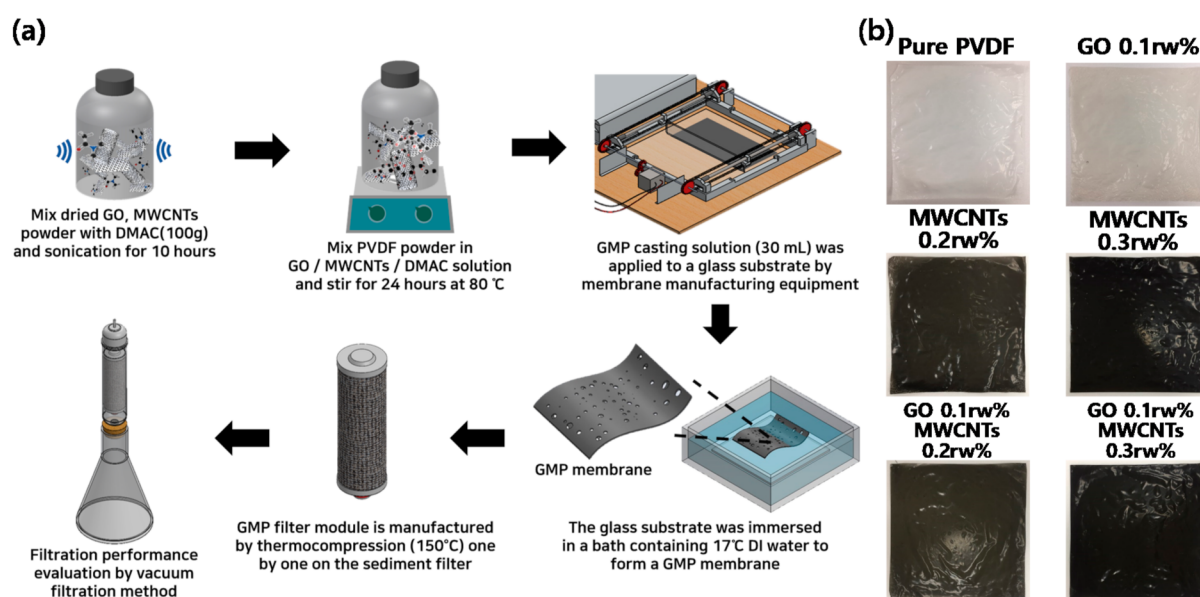 (a)
Mix dried GO, MWCNTs
powder with DMAC(100g)
and sonication for 10 hours
Mix PVDF powder in
GO / MWCNTs / DMAC solution
and stir for 24 hours at 80 ℃
GMP casting solution (30 mL) was
applied to a glass substrate by
membrane manufacturing equipment
GMP membrane
The glass substrate was immersed
in a bath containing 17℃ DI water to
form a GMP membrane
GMP filter module is manufactured
by thermocompression (150℃) one
by one on the sediment filter
Filtration performance
evaluation by vacuum
filtration method
(b)
Pure PVDF
GO 0.1rw%
MWCNTs
0.2rw%
MWCNTs
0.3rw%
GO 0.1rw%
MWCNTs
0.2rw%
GO 0.1rw%
MWCNTs
0.3rw%